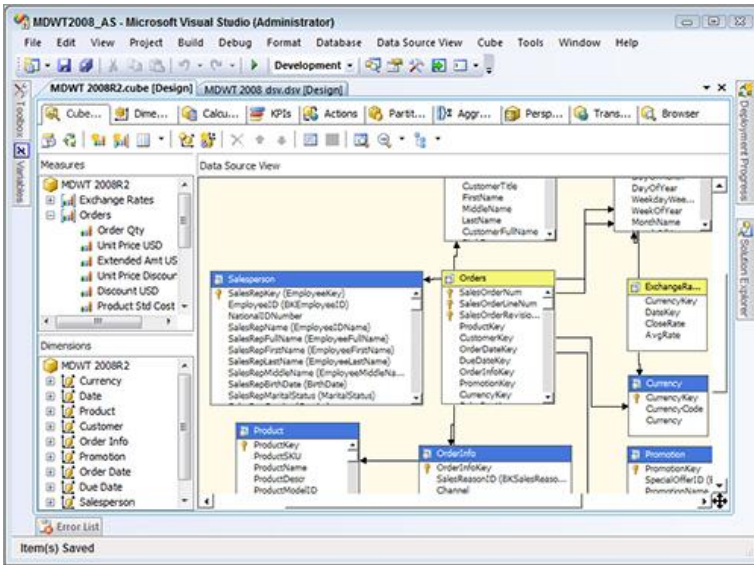 MDWT2008_AS - Microsoft Visual Studio (Administrator)
File Edit View Project Build Debug Format Database Data Source View Cube Tools Window Help
Development
MDWT 2008R2.cube [Design] MDWT 2008 dsv.dsv [Design]
Cube... Dime... Calcu... KPIs Actions Partit... Aggr... Persp... Trans... Browser
Toolbox
Variables
Deployment Progress
Solution Explorer
Measures
MDWT 2008R2
Exchange Rates
Orders
Order Qty
Unit Price USD
Extended Amt US
Unit Price Discour
Discount USD
Product Std Cost
Dimensions
MDWT 2008R2
Currency
Date
Product
Customer
Order Info
Promotion
Order Date
Due Date
Salesperson
Data Source View
CustomerTitle
FirstName
MiddleName
LastName
CustomerFullName
DayOfYear
WeekdayWee...
WeekOfYear
MonthName
Salesperson
SalesRepKey (EmployeeKey)
EmployeeID (BKEmployeeID)
NationalIDNumber
SalesRepName (EmployeeIDName)
SalesRepFullName (EmployeeFullName)
SalesRepFirstName (EmployeeFirstName)
SalesRepLastName (EmployeeLastName)
SalesRepMiddleName (EmployeeMiddleNa...
SalesRepBirthDate (BirthDate)
SalesRepMaritalStatus (MaritalStatus)
Orders
SalesOrderNum
SalesOrderLineNum
SalesOrderRevisio...
ProductKey
CustomerKey
OrderDateKey
DueDateKey
OrderInfoKey
PromotionKey
CurrencyKey
ExchangeRa...
CurrencyKey
DateKey
CloseRate
AvgRate
Currency
CurrencyKey
CurrencyCode
Currency
Product
ProductKey
ProductSKU
ProductName
ProductDescr
ProductModelID
OrderInfo
OrderInfoKey
SalesReasonID (BKSalesReaso...
Channel
Promotion
PromotionKey
SpecialOfferID (B
PromotionName
Error List
Item(s) Saved